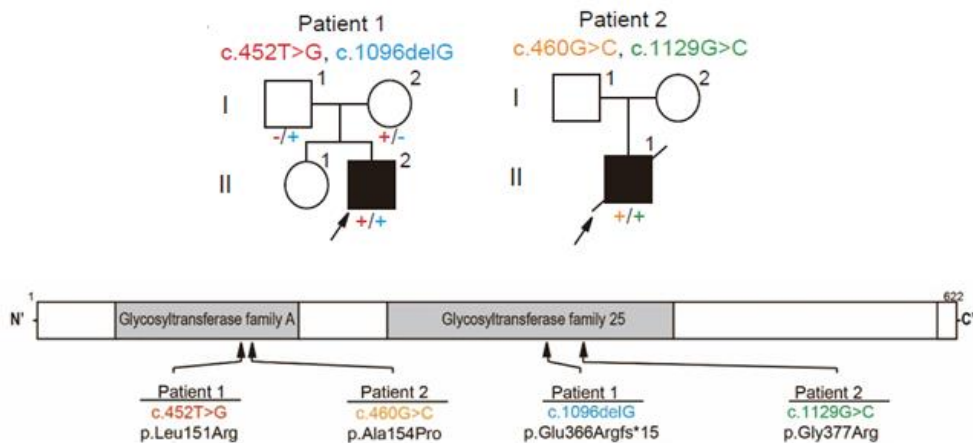 Patient 1
c.452T>G, c.1096delG
I
1
2
-/+
+/-
II
1
2
+/+
Patient 2
c.460G>C, c.1129G>C
I
1
2
II
1
+/+
N'
1
Glycosyltransferase family A
Glycosyltransferase family 25
622
C'
Patient 1
c.452T>G
p.Leu151Arg
Patient 2
c.460G>C
p.Ala154Pro
Patient 1
c.1096delG
p.Glu366Argfs*15
Patient 2
c.1129G>C
p.Gly377Arg